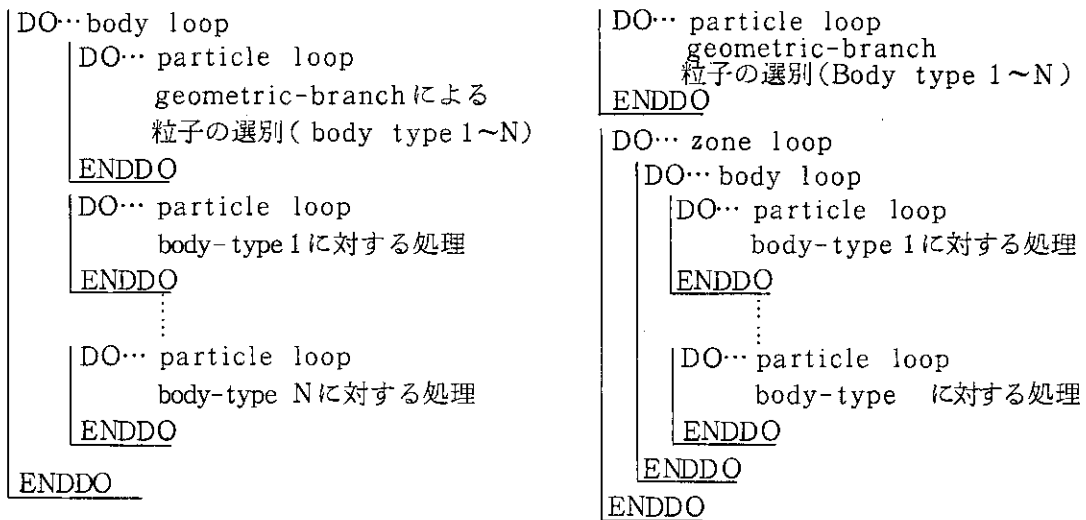 DO… body loop
DO… particle loop
geometric-branchによる
粒子の選別( body type 1~N)
ENDDO
DO… particle loop
body-type 1に対する処理
ENDDO
DO… particle loop
body-type Nに対する処理
ENDDO
ENDDO
DO… particle loop
geometric-branch
粒子の選別(Body type 1~N)
ENDDO
DO… zone loop
DO… body loop
DO… particle loop
body-type 1に対する処理
ENDDO
DO… particle loop
body-type に対する処理
ENDDO
ENDDO
ENDDO